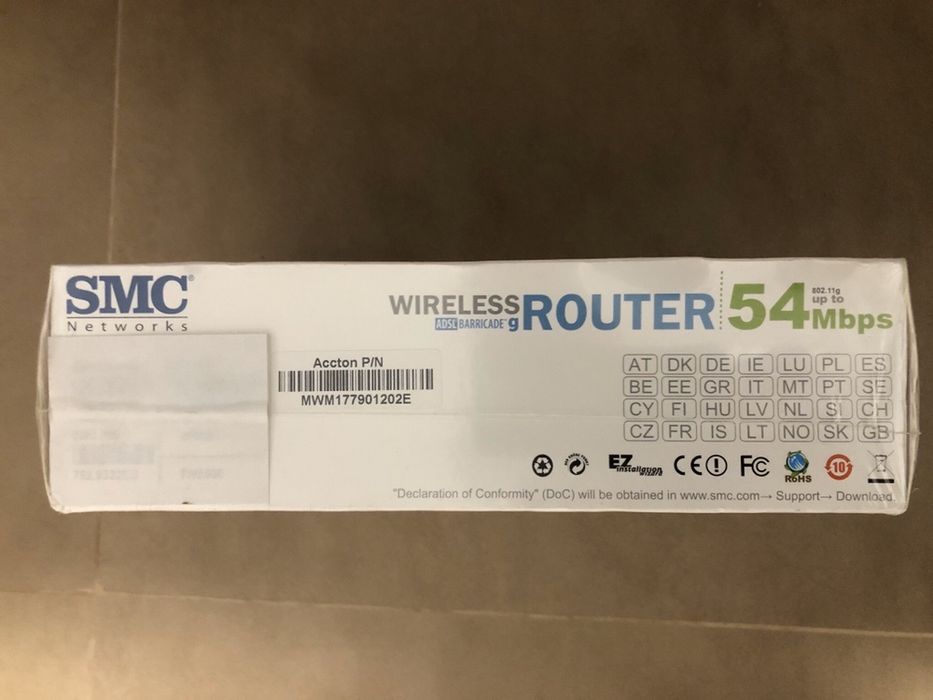 SMC®
Networks
WIRELESS ROUTER
ADSL BARRICADE™ g
54 802.11g up to Mbps
Accton P/N
MWM177901202E
AT DK DE IE LU PL ES
BE EE GR IT MT PT SE
CY FI HU LV NL SI CH
CZ FR IS LT NO SK GB
EZ installation wizard
CE FC RoHS 10
"Declaration of Conformity" (DoC) will be obtained in www.smc.com→ Support→ Download.